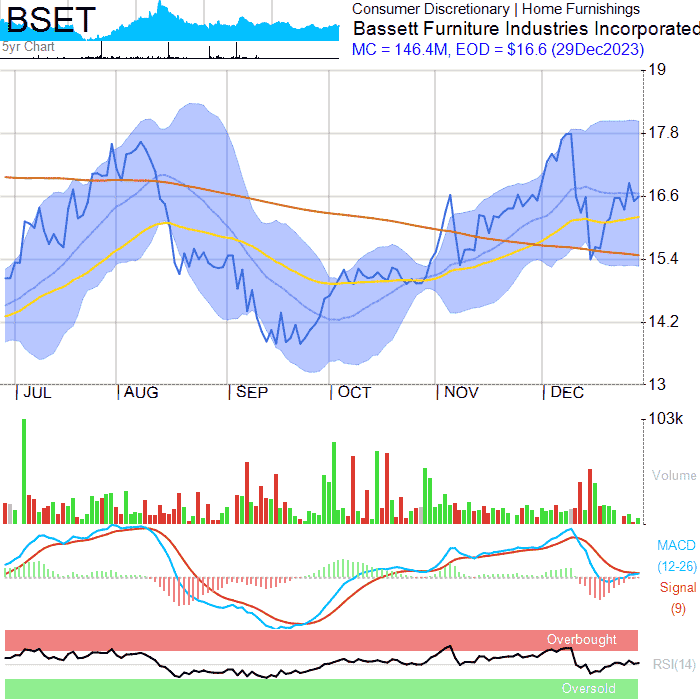 BSET
5yr Chart
Consumer Discretionary | Home Furnishings
Bassett Furniture Industries Incorporated
MC = 146.4M, EOD = $16.6 (29Dec2023)
19
17.8
16.6
15.4
14.2
13
JUL AUG SEP OCT NOV DEC
103k
Volume
MACD
(12-26)
Signal
(9)
Overbought
RSI(14)
Oversold